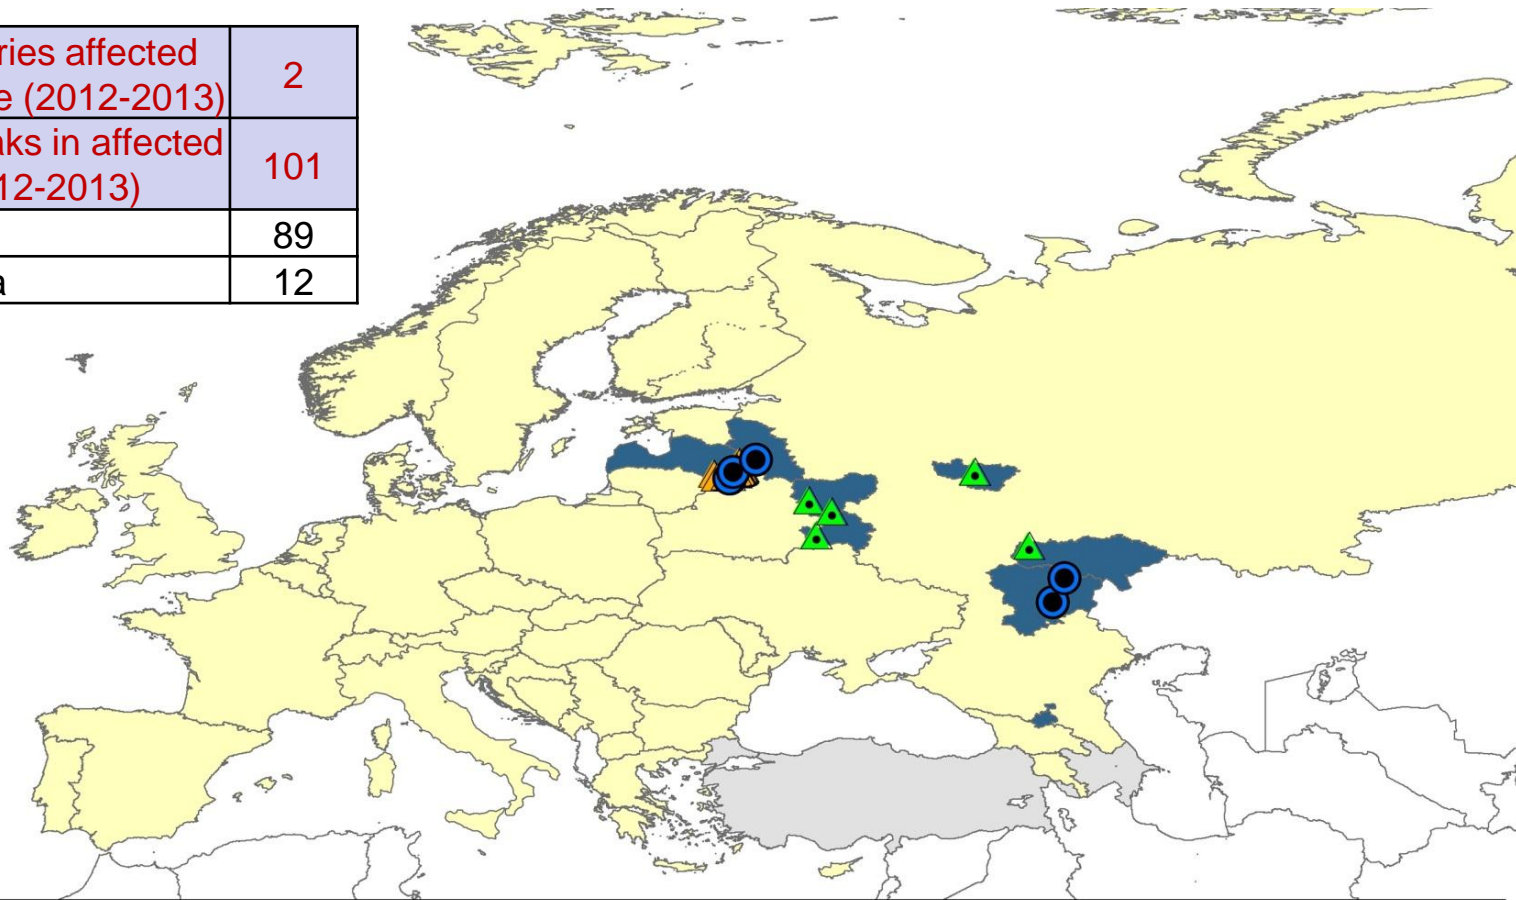 ries affected
e (2012-2013) 2
aks in affected
12-2013) 101
89
a 12